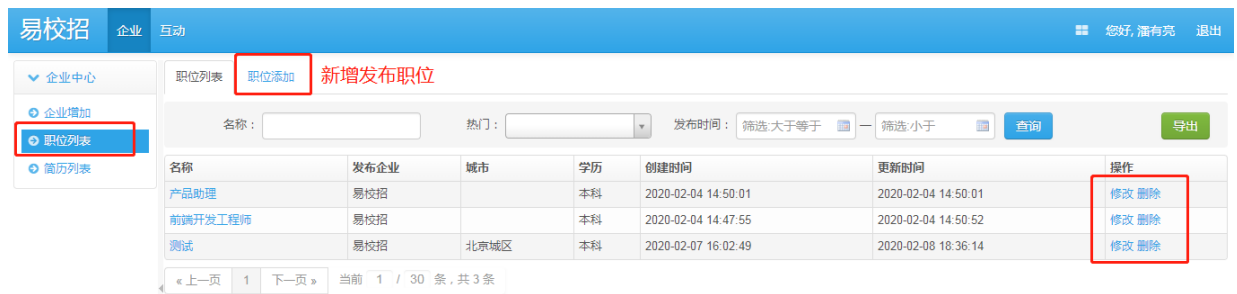 易校招 企业 互动 您好, 潘有亮 退出
企业中心
企业增加
职位列表
简历列表
职位列表 职位添加 新增发布职位
名称： 热门： 发布时间： 筛选:大于等于 — 筛选:小于 查询 导出
名称 发布企业 城市 学历 创建时间 更新时间 操作
产品助理 易校招 本科 2020-02-04 14:50:01 2020-02-04 14:50:01 修改 删除
前端开发工程师 易校招 本科 2020-02-04 14:47:55 2020-02-04 14:50:52 修改 删除
测试 易校招 北京城区 本科 2020-02-07 16:02:49 2020-02-08 18:36:14 修改 删除
« 上一页 1 下一页 » 当前 1 / 30 条 , 共 3 条